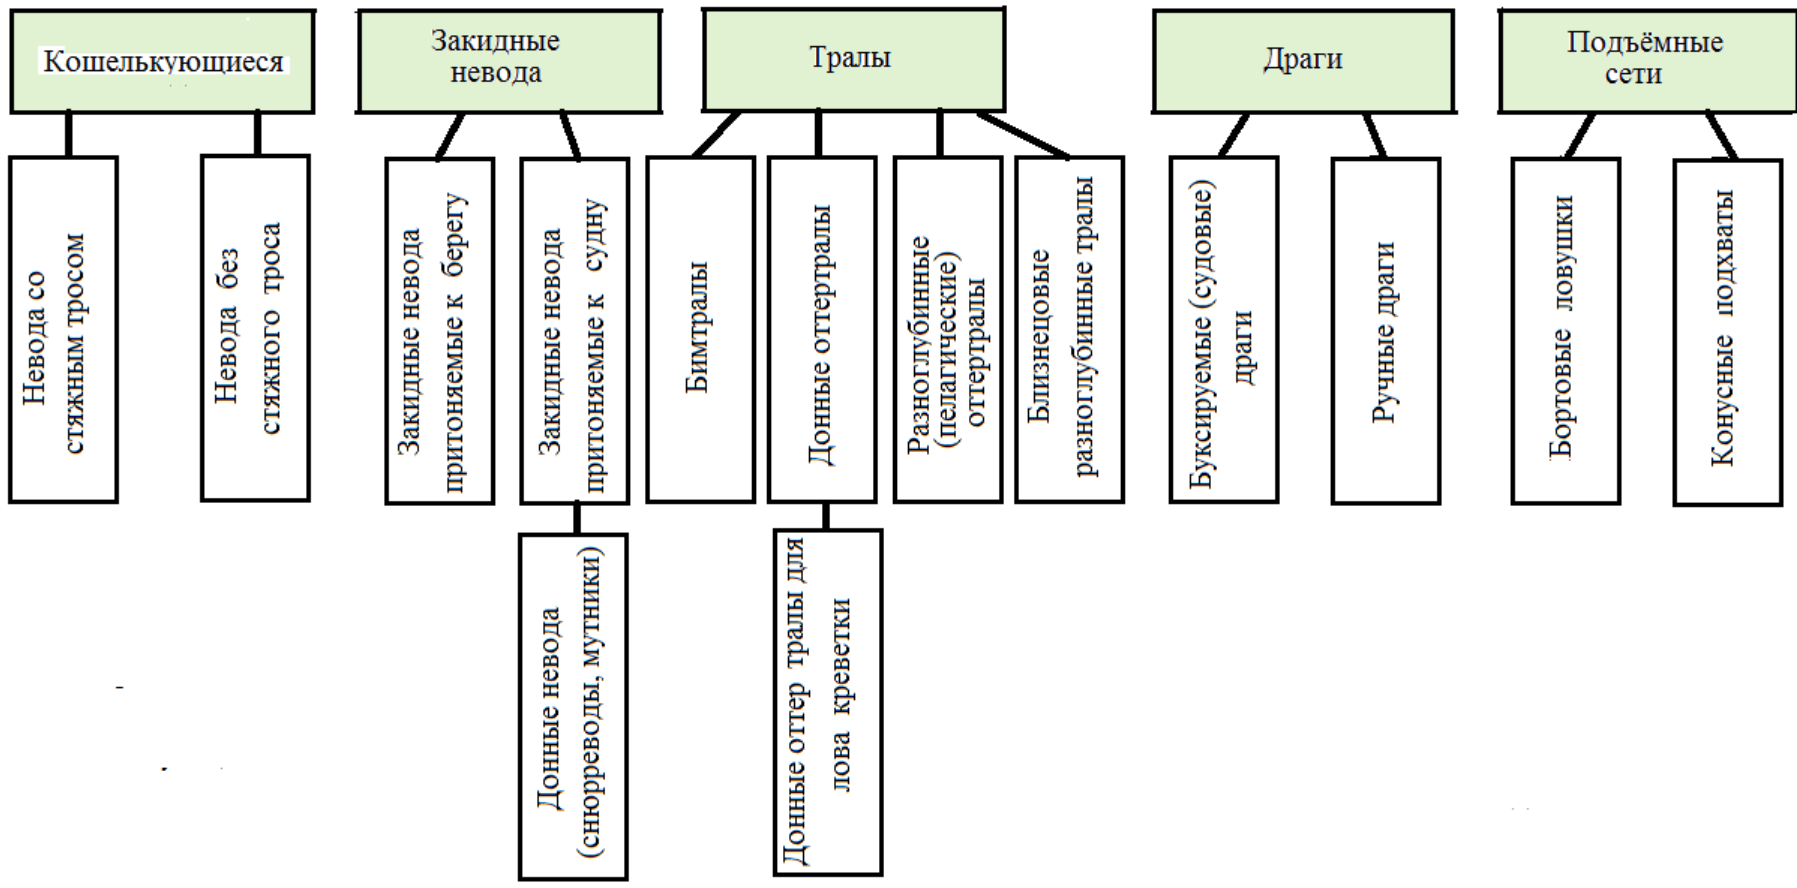 Кошелькующиеся
Закидные
невода
Тралы
Драги
Подъёмные
сети
Невода со
стяжным тросом
Невода без
стяжного троса
Закидные невода
притоняемые к берегу
Закидные невода
притоняемые к судну
Бимтралы
Донные оттертралы
Разноглубинные
(пелагические)
оттертралы
Близнецовые
разноглубинные тралы
Буксируемые (судовые)
драги
Ручные драги
Бортовые ловушки
Конусные подхваты
Донные невода
(снюрреводы, мутники)
Донные оттер тралы для
лова креветки